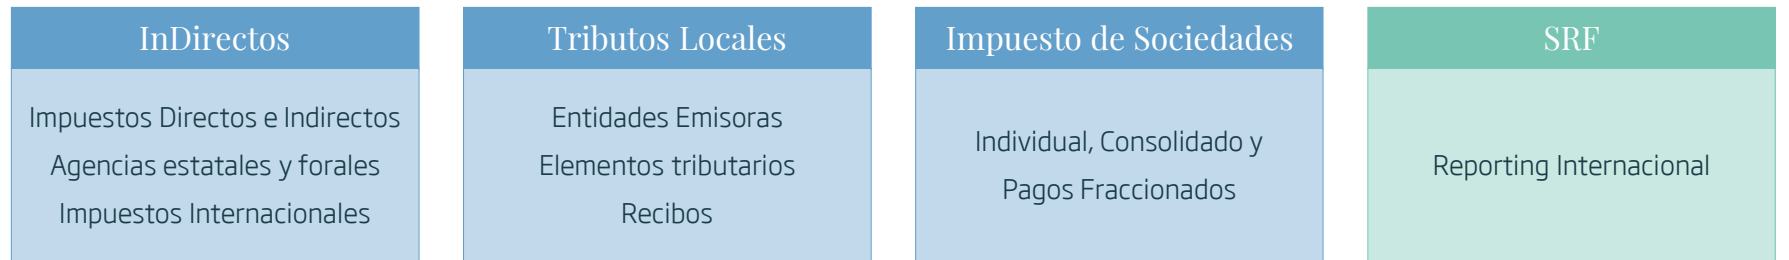 InDirectos
Impuestos Directos e Indirectos
Agencias estatales y forales
Impuestos Internacionales
Tributos Locales
Entidades Emisoras
Elementos tributarios
Recibos
Impuesto de Sociedades
Individual, Consolidado y
Pagos Fraccionados
SRF
Reporting Internacional